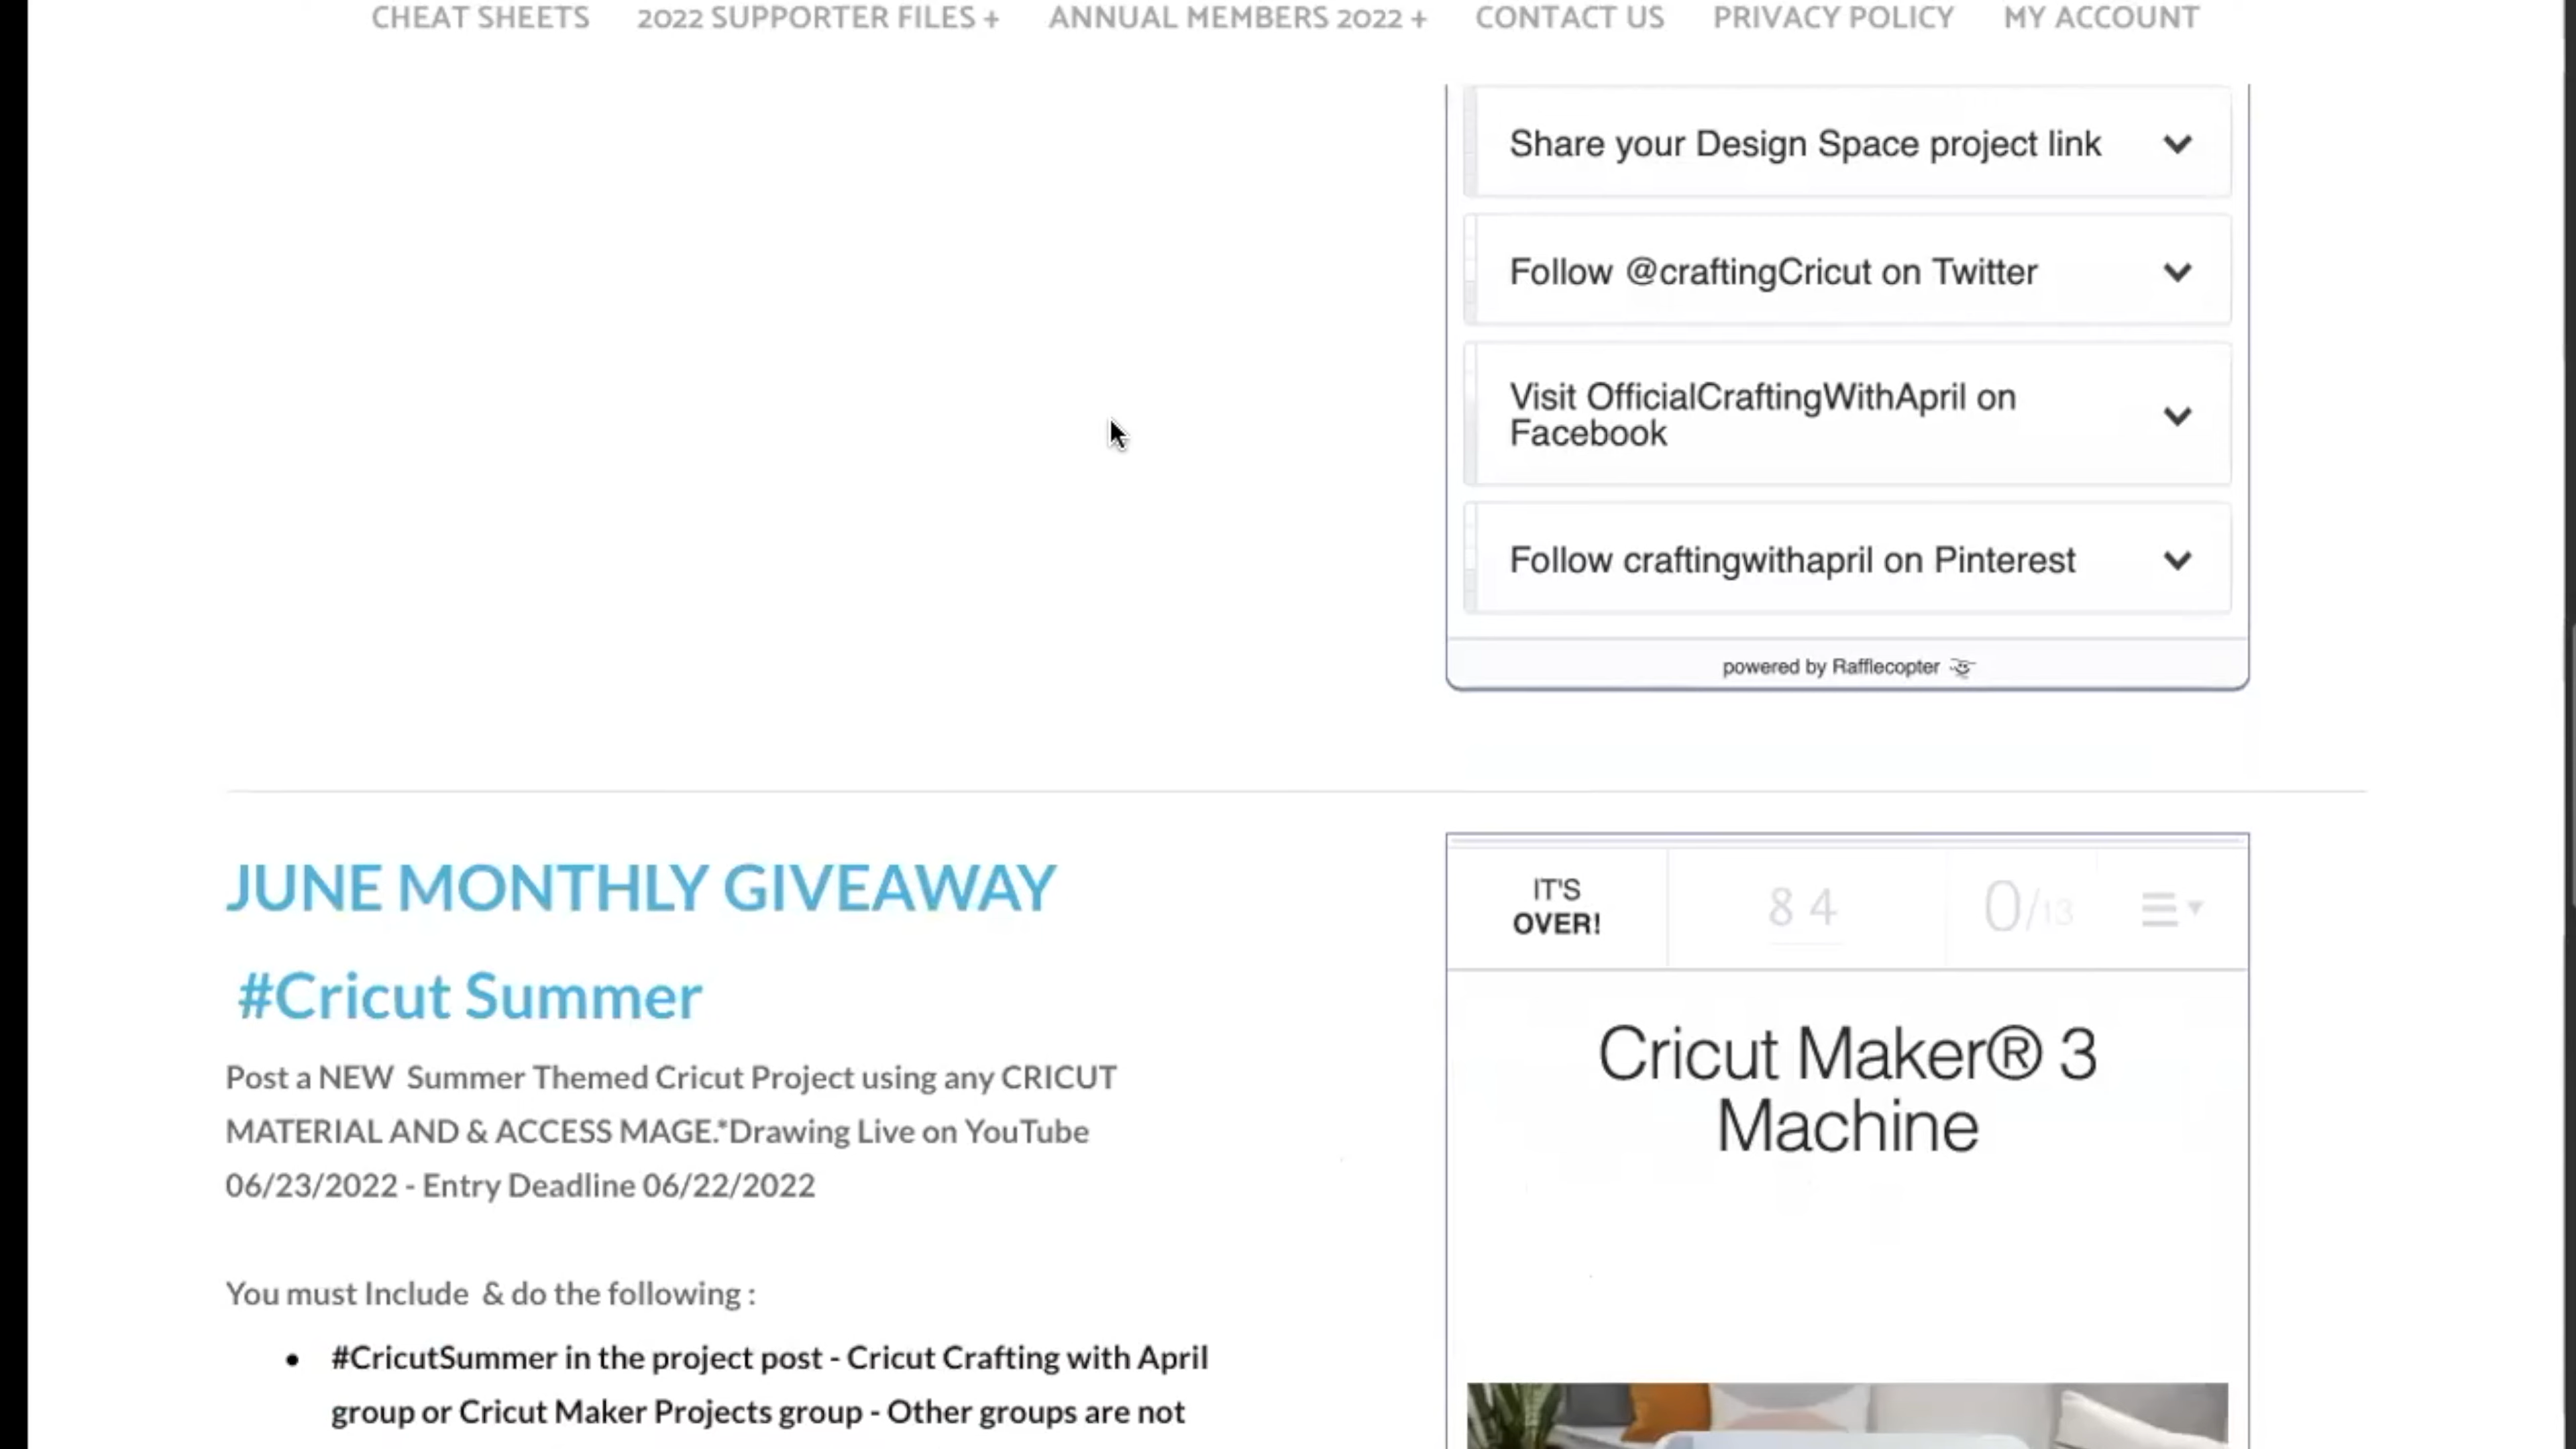 CHEAT SHEETS 2022 SUPPORTER FILES + ANNUAL MEMBERS 2022 + CONTACT US PRIVACY POLICY MY ACCOUNT
Share your Design Space project link
Follow @craftingCricut on Twitter
Visit OfficialCraftingWithApril on
Facebook
Follow craftingwithapril on Pinterest
powered by Rafflecopter
JUNE MONTHLY GIVEAWAY
#Cricut Summer
Post a NEW Summer Themed Cricut Project using any CRICUT
MATERIAL AND & ACCESS MAGE.*Drawing Live on YouTube
06/23/2022 - Entry Deadline 06/22/2022
You must Include & do the following :
• #CricutSummer in the project post - Cricut Crafting with April
group or Cricut Maker Projects group - Other groups are not
IT'S
OVER!
84
0/13
Cricut Maker® 3
Machine